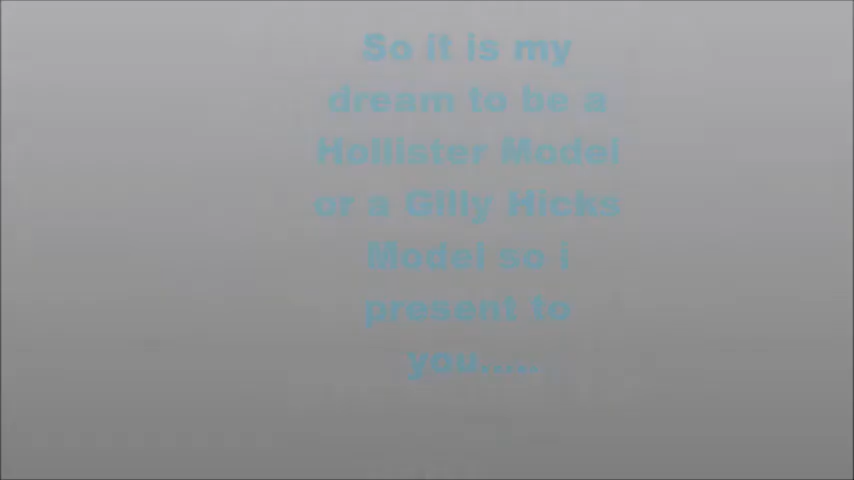 So it is my
dream to be a
Hollister Model
or a Gilly Hicks
Model so i
present to
you.....